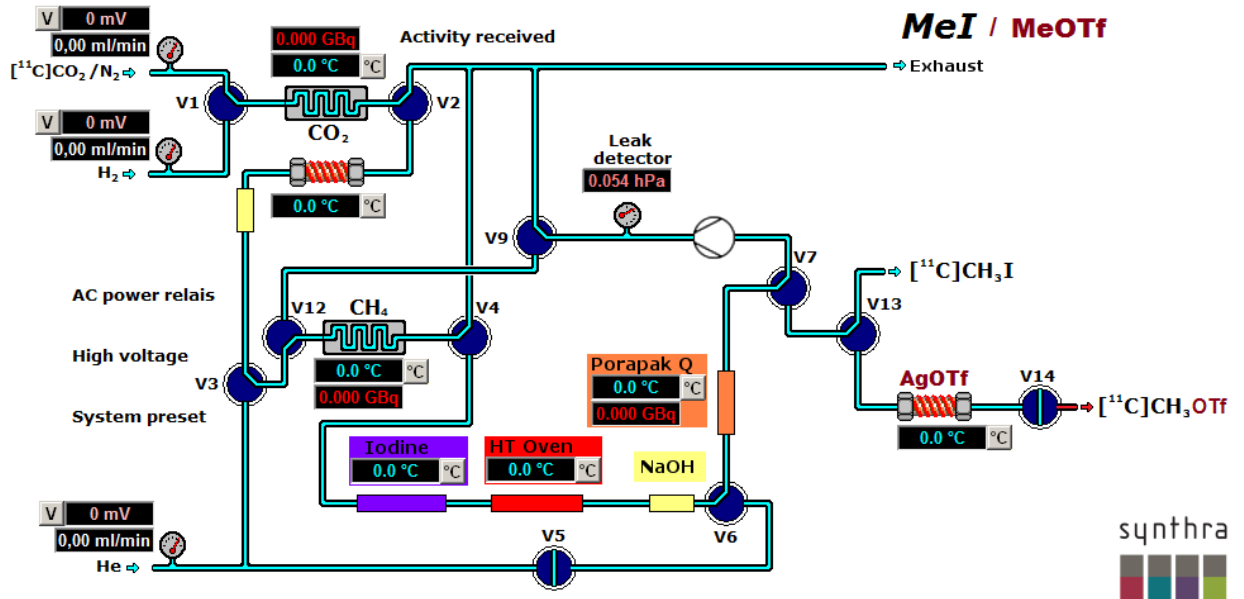 V 0 mV
0,00 ml/min
[¹¹C]CO₂/N₂
0.000 GBq
0.0 °C °C
Activity received
MeI / MeOTf
Exhaust
V1
V2
CO₂
V 0 mV
0,00 ml/min
H₂
0.0 °C °C
Leak
detector
0.054 hPa
V9
V7
[¹¹C]CH₃I
V13
AC power relais
V12
CH₄
V4
High voltage
0.0 °C °C
0.000 GBq
V3
System preset
Porapak Q
0.0 °C °C
0.000 GBq
AgOTf
V14
[¹¹C]CH₃OTf
0.0 °C °C
Iodine
0.0 °C °C
HT Oven
0.0 °C °C
NaOH
V6
V 0 mV
0,00 ml/min
He
V5
synthra